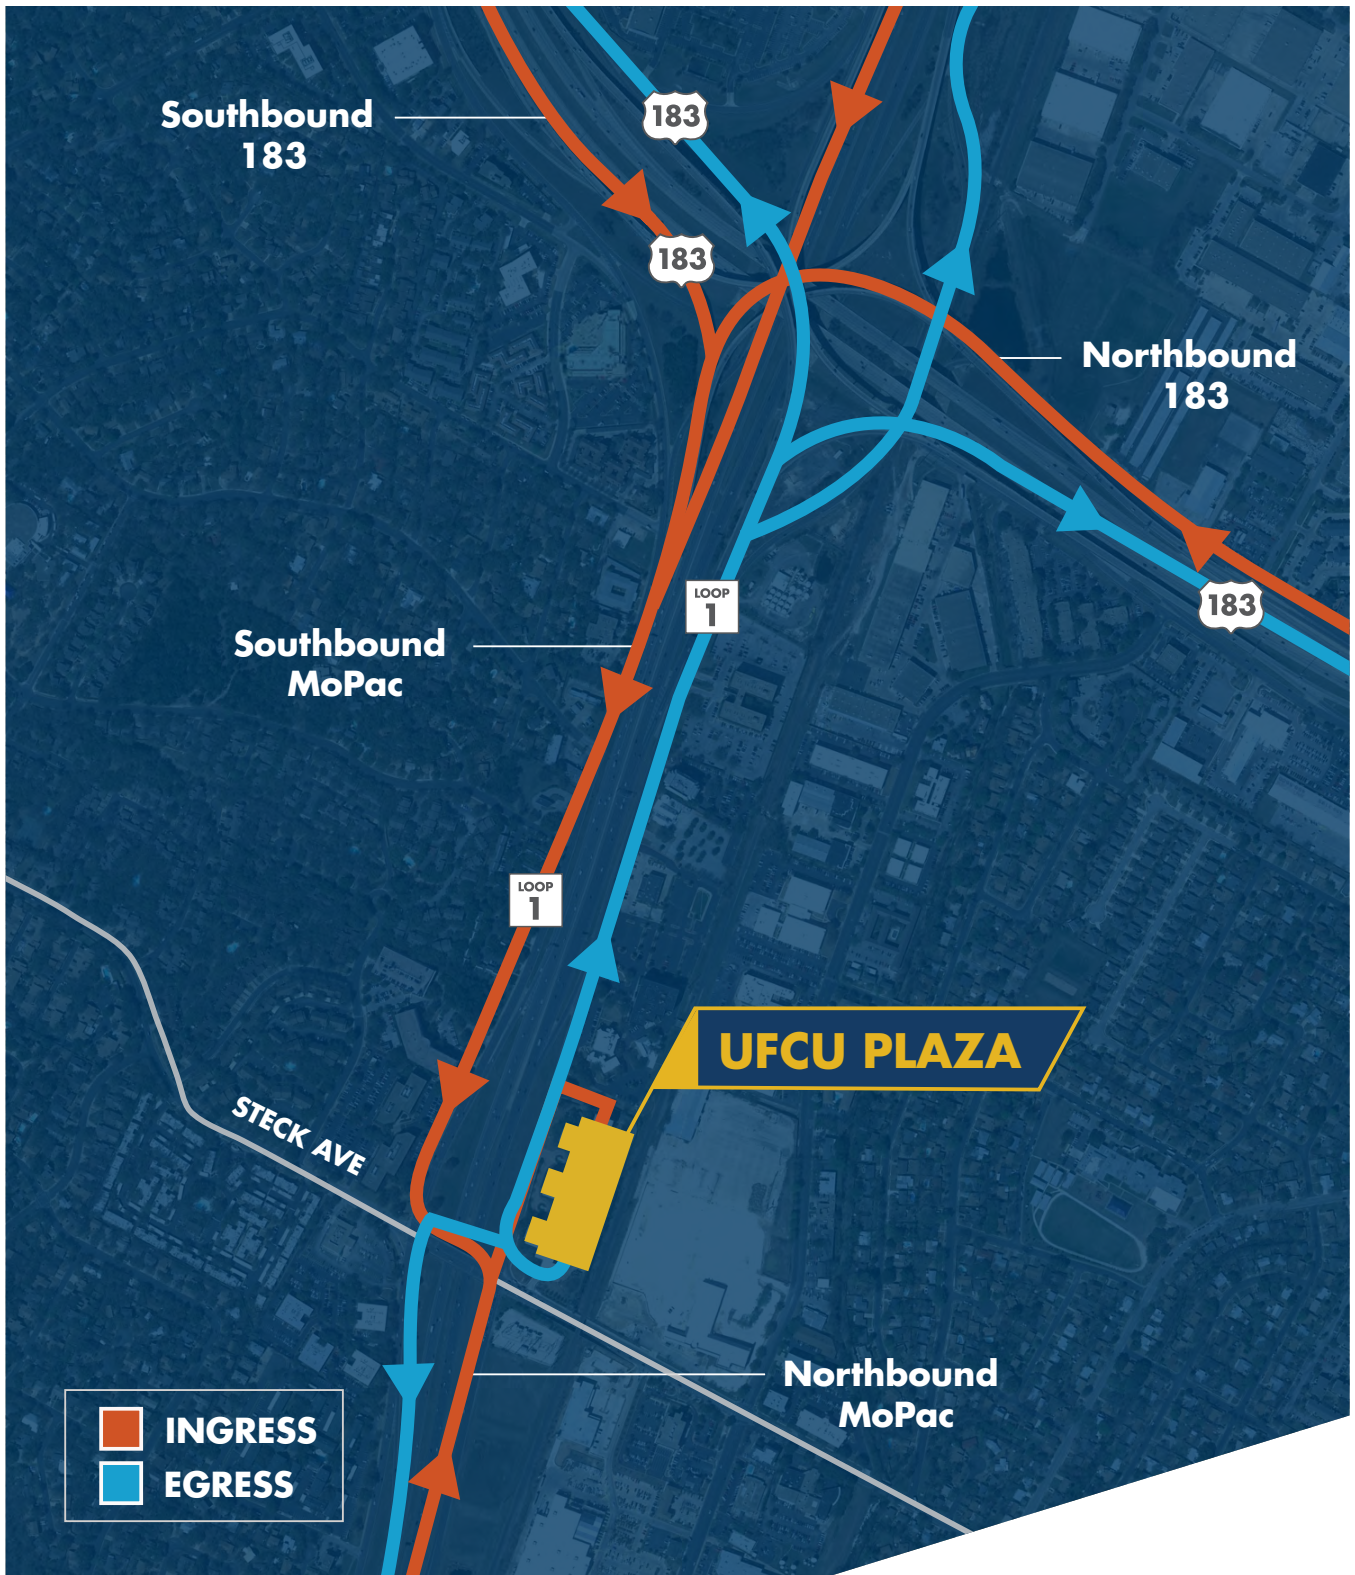 183
Southbound
183
183
Northbound
183
183
LOOP
1
Southbound
MoPac
LOOP
1
UFCU PLAZA
STECK AVE
Northbound
MoPac
INGRESS
EGRESS